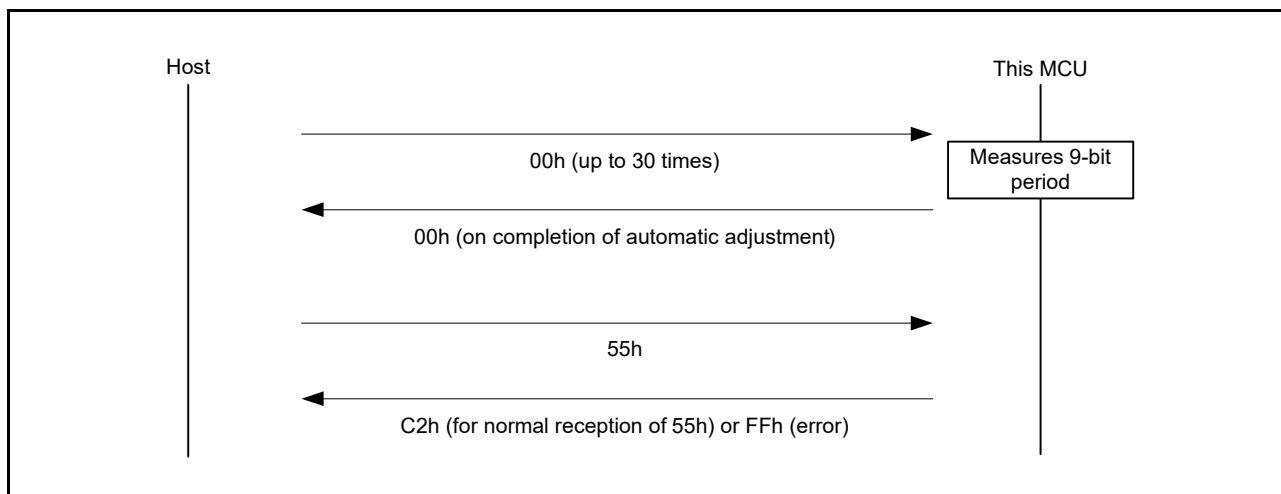 Host
This MCU
00h (up to 30 times)
Measures 9-bit
period
00h (on completion of automatic adjustment)
55h
C2h (for normal reception of 55h) or FFh (error)